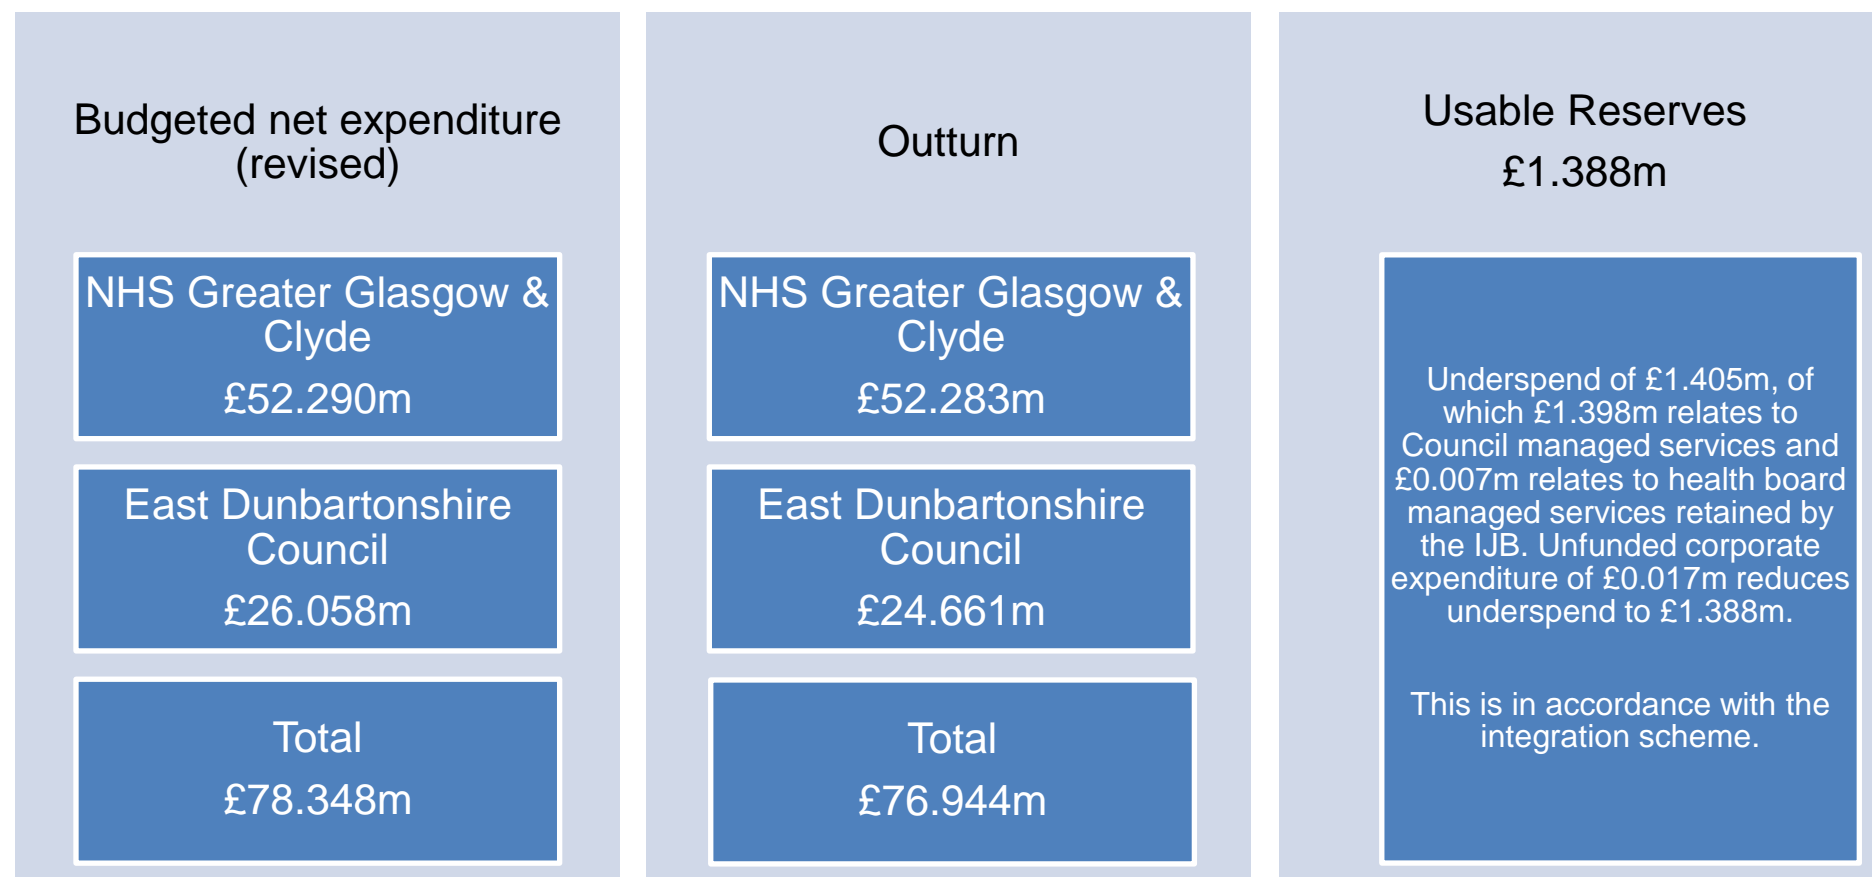 Budgeted net expenditure
(revised)
NHS Greater Glasgow &
Clyde
£52.290m
East Dunbartonshire
Council
£26.058m
Total
£78.348m
Outturn
NHS Greater Glasgow &
Clyde
£52.283m
East Dunbartonshire
Council
£24.661m
Total
£76.944m
Usable Reserves
£1.388m
Underspend of £1.405m, of
which £1.398m relates to
Council managed services and
£0.007m relates to health board
managed services retained by
the IJB. Unfunded corporate
expenditure of £0.017m reduces
underspend to £1.388m.
This is in accordance with the
integration scheme.